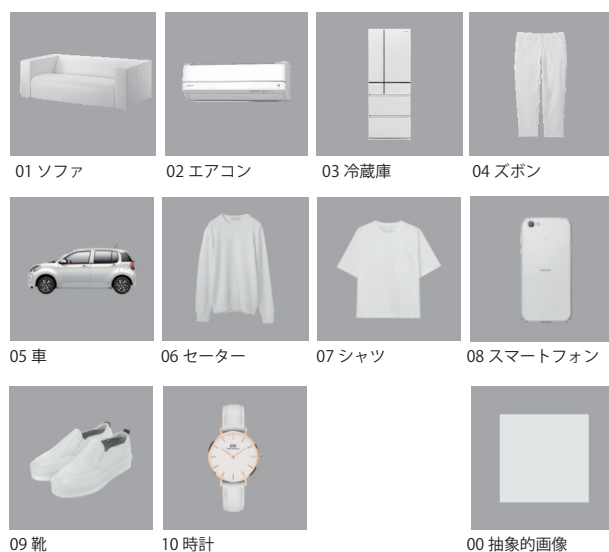 01 ソファ
02 エアコン
03 冷蔵庫
04 ズボン
05 車
06 セーター
07 シャツ
08 スマートフォン
09 靴
10 時計
00 抽象的画像